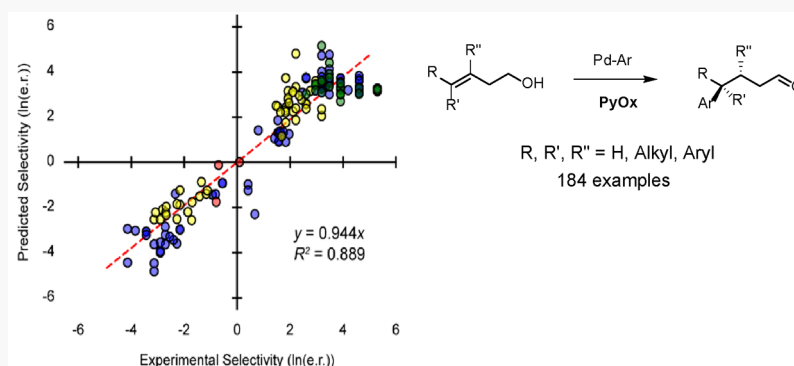 6
4
2
0
-2
-4
-6
-6 -4 -2 0 2 4 6
Predicted Selectivity (ln(e.r.))
Experimental Selectivity (ln(e.r.))
y = 0.944x
R² = 0.889
R
R''
R'
OH
Pd-Ar
PyOx
R
R''
Ar
R'
O
R, R', R'' = H, Alkyl, Aryl
184 examples